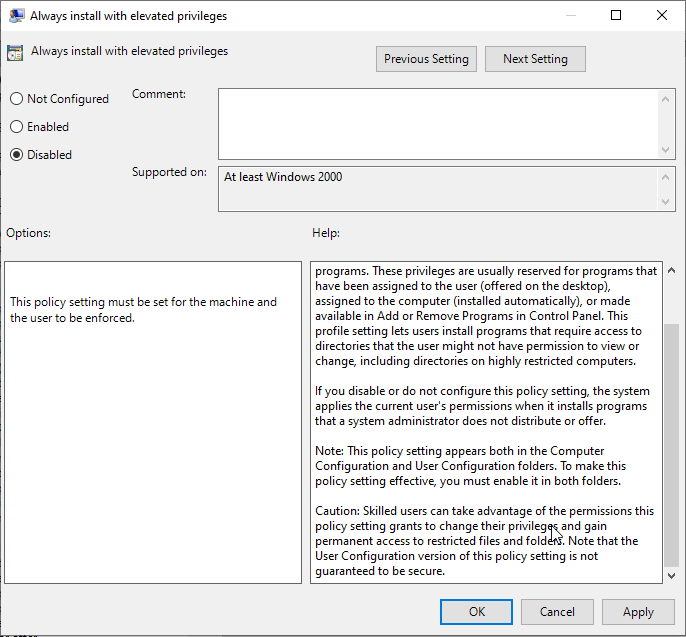 Always install with elevated privileges
Always install with elevated privileges
Previous Setting
Next Setting
Not Configured
Enabled
Disabled
Comment:
Supported on:
At least Windows 2000
Options:
Help:
This policy setting must be set for the machine and
the user to be enforced.
programs. These privileges are usually reserved for programs that
have been assigned to the user (offered on the desktop),
assigned to the computer (installed automatically), or made
available in Add or Remove Programs in Control Panel. This
profile setting lets users install programs that require access to
directories that the user might not have permission to view or
change, including directories on highly restricted computers.
If you disable or do not configure this policy setting, the system
applies the current user's permissions when it installs programs
that a system administrator does not distribute or offer.
Note: This policy setting appears both in the Computer
Configuration and User Configuration folders. To make this
policy setting effective, you must enable it in both folders.
Caution: Skilled users can take advantage of the permissions this
policy setting grants to change their privileges and gain
permanent access to restricted files and folders. Note that the
User Configuration version of this policy setting is not
guaranteed to be secure.
OK
Cancel
Apply